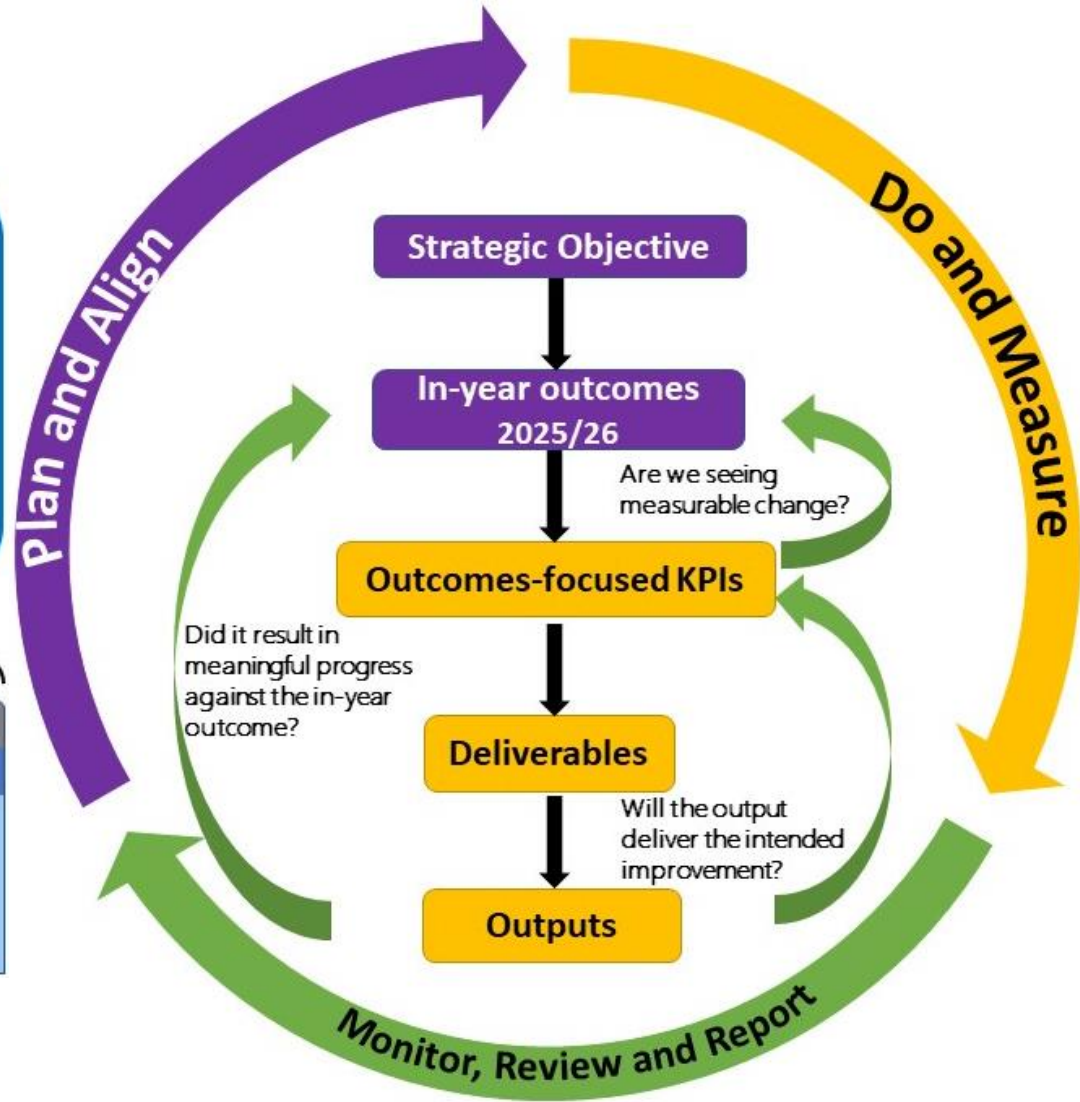 Plan and Align
Do and Measure
Strategic Objective
In-year outcomes
2025/26
Are we seeing
measurable change?
Outcomes-focused KPIs
Did it result in
meaningful progress
against the in-year
outcome?
Deliverables
Will the output
deliver the intended
improvement?
Outputs
Monitor, Review and Report